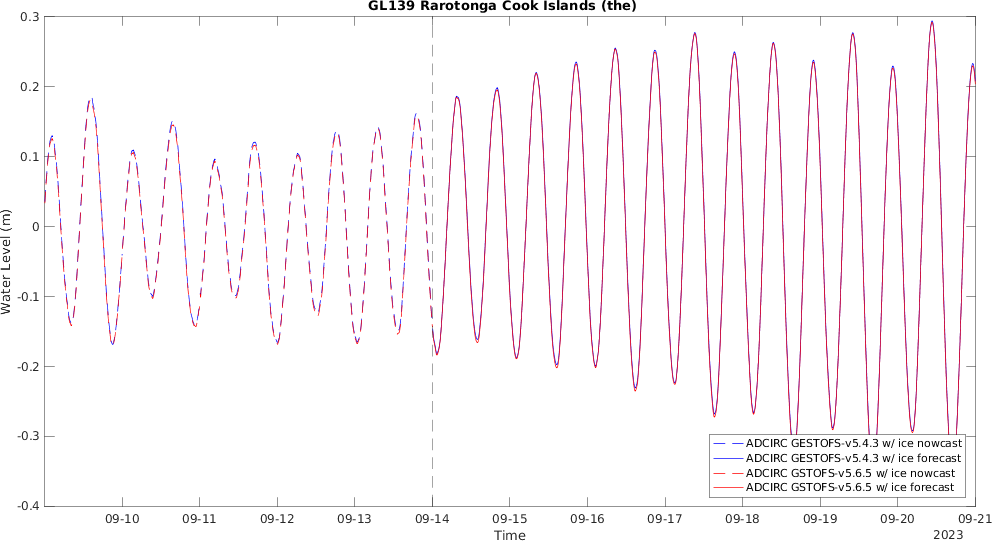 GL139 Rarotonga Cook Islands (the)
0.3
0.2
0.1
0
-0.1
-0.2
-0.3
-0.4
Water Level (m)
ADCIRC GESTOFS-v5.4.3 w/ ice nowcast
ADCIRC GESTOFS-v5.4.3 w/ ice forecast
ADCIRC GSTOFS-v5.6.5 w/ ice nowcast
ADCIRC GSTOFS-v5.6.5 w/ ice forecast
09-10 09-11 09-12 09-13 09-14 09-15 09-16 09-17 09-18 09-19 09-20 09-21
Time
2023